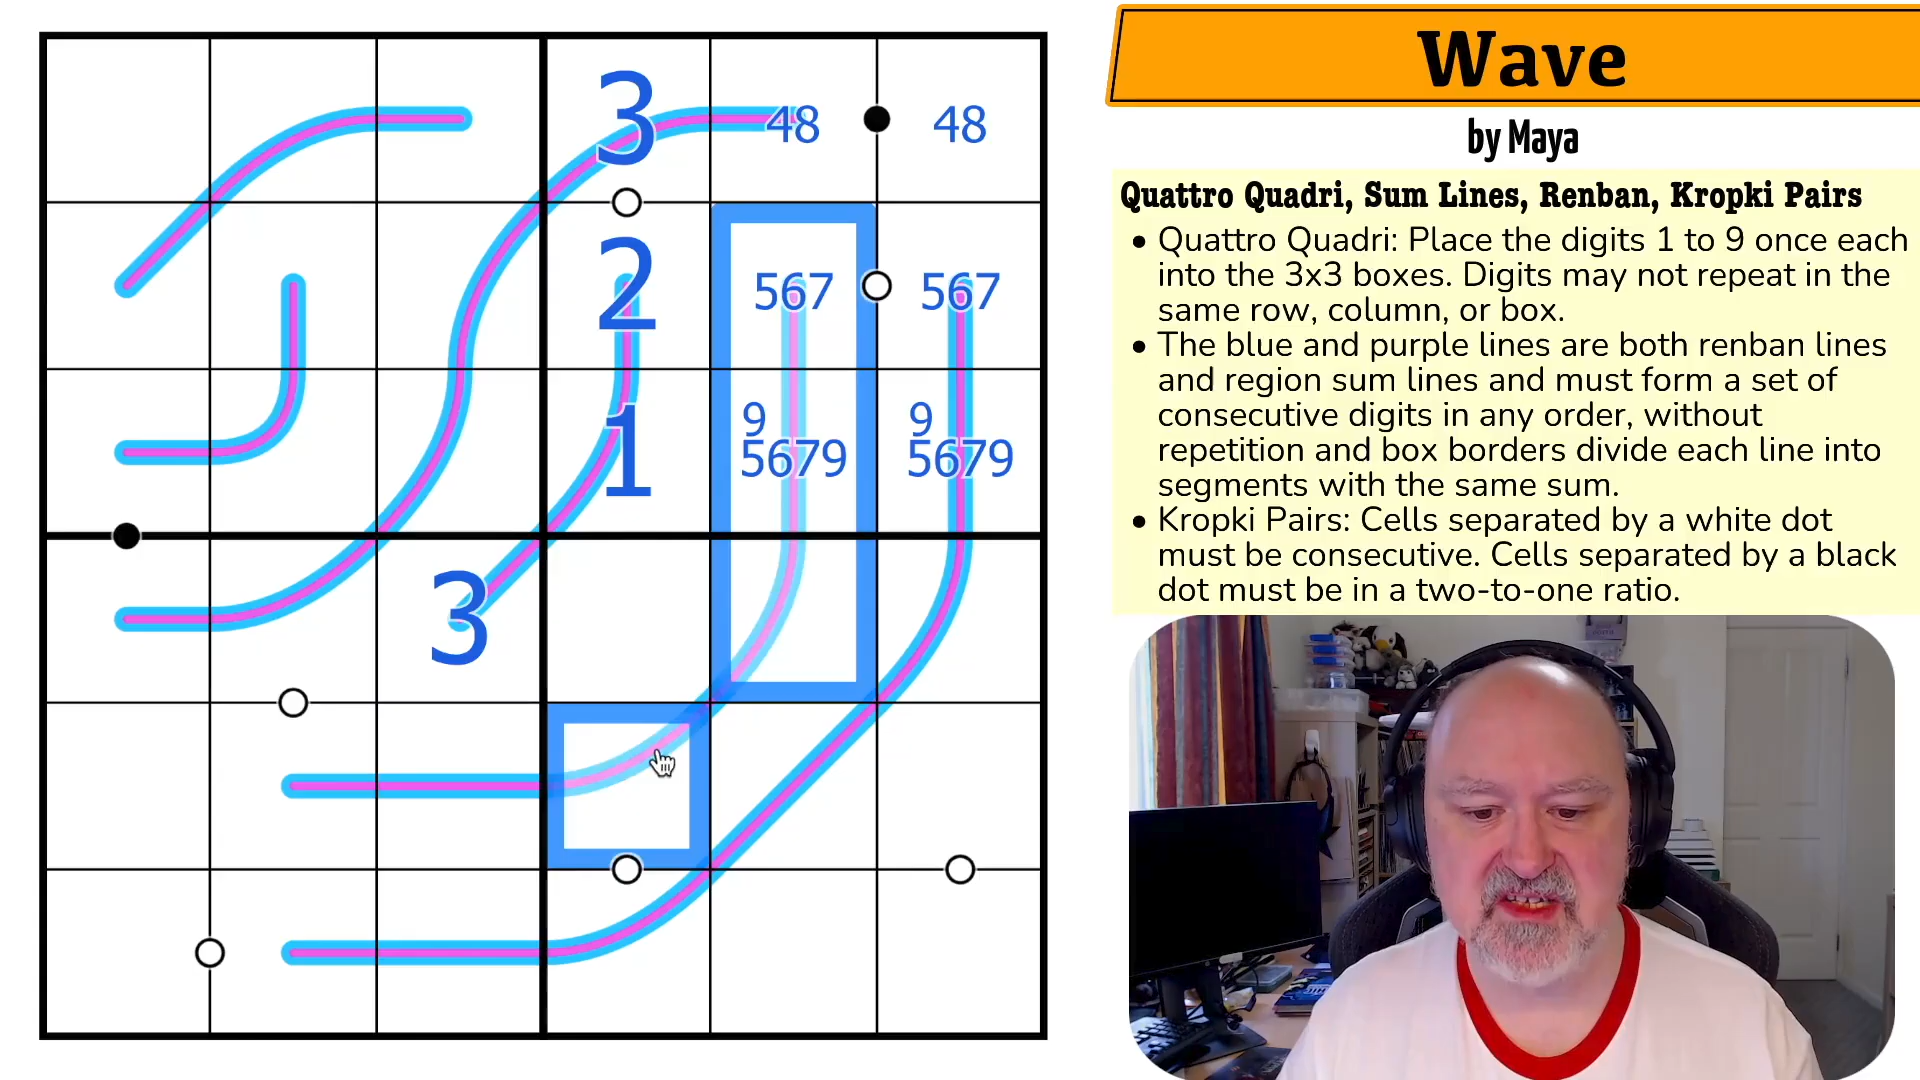 Wave
by Maya
Quattro Quadri, Sum Lines, Renban, Kropki Pairs
• Quattro Quadri: Place the digits 1 to 9 once each
into the 3x3 boxes. Digits may not repeat in the
same row, column, or box.
• The blue and purple lines are both renban lines
and region sum lines and must form a set of
consecutive digits in any order, without
repetition and box borders divide each line into
segments with the same sum.
• Kropki Pairs: Cells separated by a white dot
must be consecutive. Cells separated by a black
dot must be in a two-to-one ratio.
3 48 48
2 567 567
9 9
1 5679 5679
3